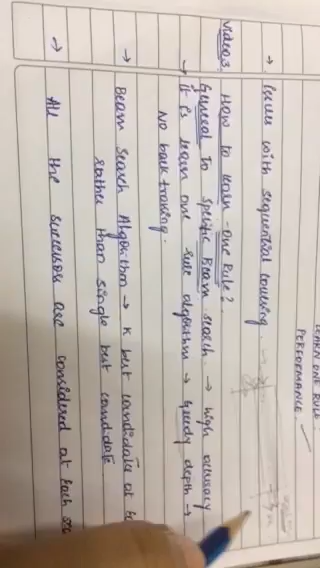 LEARN ONE RULE:
PERFORMANCE.
→ Issues with sequential covering.
Video3: How to learn-One Rule?
General to specific Beam search. → high accuracy
→ It is learn one rule algorithm → Greedy depth →
No back tracking.
→ Beam Search Algorithm → K best candidates at
rather than single best candidate
→ All the successors are considered at each